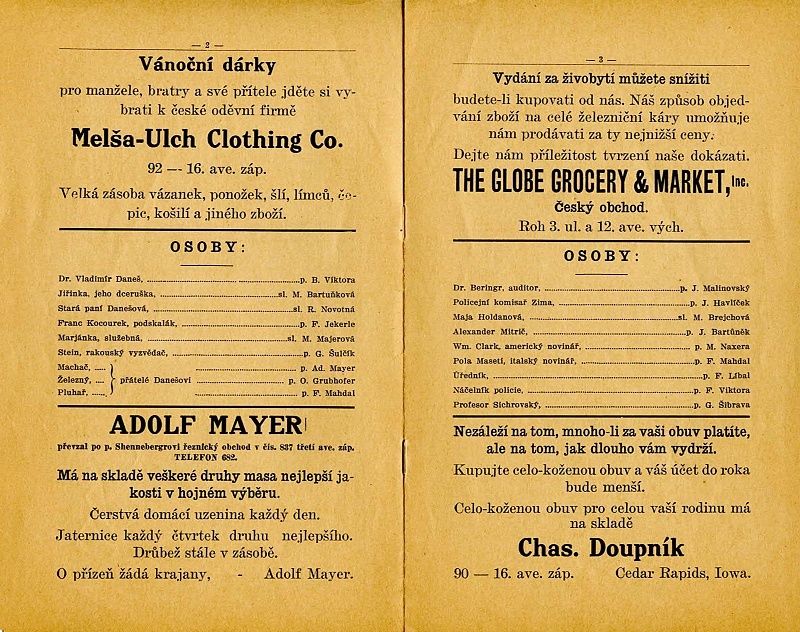 — 2 —
Vánoční dárky
pro manžele, bratry a své přítele jděte si vy-
brati k české oděvní firmě
Melša-Ulch Clothing Co.
92 — 16. ave. záp.
Velká zásoba vázanek, ponožek, šlí, límců, če-
pic, košilí a jiného zboží.
OSOBY:
Dr. Vladimír Daneš, ........ p. B. Viktora
Jiřinka, jeho dceruška, ........ sl. M. Bartuňková
Stará paní Danešová, ........ sl. R. Novotná
Franc Kocourek, podskalák, ........ p. F. Jekerle
Marjánka, služebná, ........ sl. M. Majerová
Stein, rakouský vyzvědač, ........ p. G. Šulčík
Machač, ..... ........ p. Ad. Mayer
Železný, .... } přátelé Danešovi ........ p. O. Grubhofer
Pluhař, ...... ........ p. F. Mahdal
ADOLF MAYER
převzal po p. Shennebergrovi řeznický obchod v čís. 837 třetí ave. záp.
TELEFON 682.
Má na skladě veškeré druhy masa nejlepší ja-
kosti v hojném výběru.
Čerstvá domácí uzenina každý den.
Jaternice každý čtvrtek druhu nejlepšího.
Drůbež stále v zásobě.
O přízeň žádá krajany, - Adolf Mayer.
— 3 —
Vydání za živobytí můžete snížiti
budete-li kupovati od nás. Náš způsob objed-
vání zboží na celé železniční káry umožňuje
nám prodávati za ty nejnižší ceny.
Dejte nám příležitost tvrzení naše dokázati.
THE GLOBE GROCERY & MARKET, Inc.
Český obchod.
Roh 3. ul. a 12. ave. vých.
OSOBY:
Dr. Beringr, auditor, ........ p. J. Malinovský
Policejní komisař Zima, ........ p. J. Havlíček
Maja Holdanová, ........ sl. M. Brejchová
Alexander Mitrič, ........ p. J. Bartůněk
Wm. Clark, americký novinář, ........ p. M. Naxera
Pola Maseti, italský novinář, ........ p. F. Mahdal
Úředník, ........ p. F. Líbal
Náčelník policie, ........ p. F. Viktora
Profesor Sichrovský, ........ p. G. Šibrava
Nezáleží na tom, mnoho-li za vaši obuv platíte,
ale na tom, jak dlouho vám vydrží.
Kupujte celo-koženou obuv a váš účet do roka
bude menší.
Celo-koženou obuv pro celou vaší rodinu má
na skladě
Chas. Doupník
90 — 16. ave. záp. Cedar Rapids, Iowa.